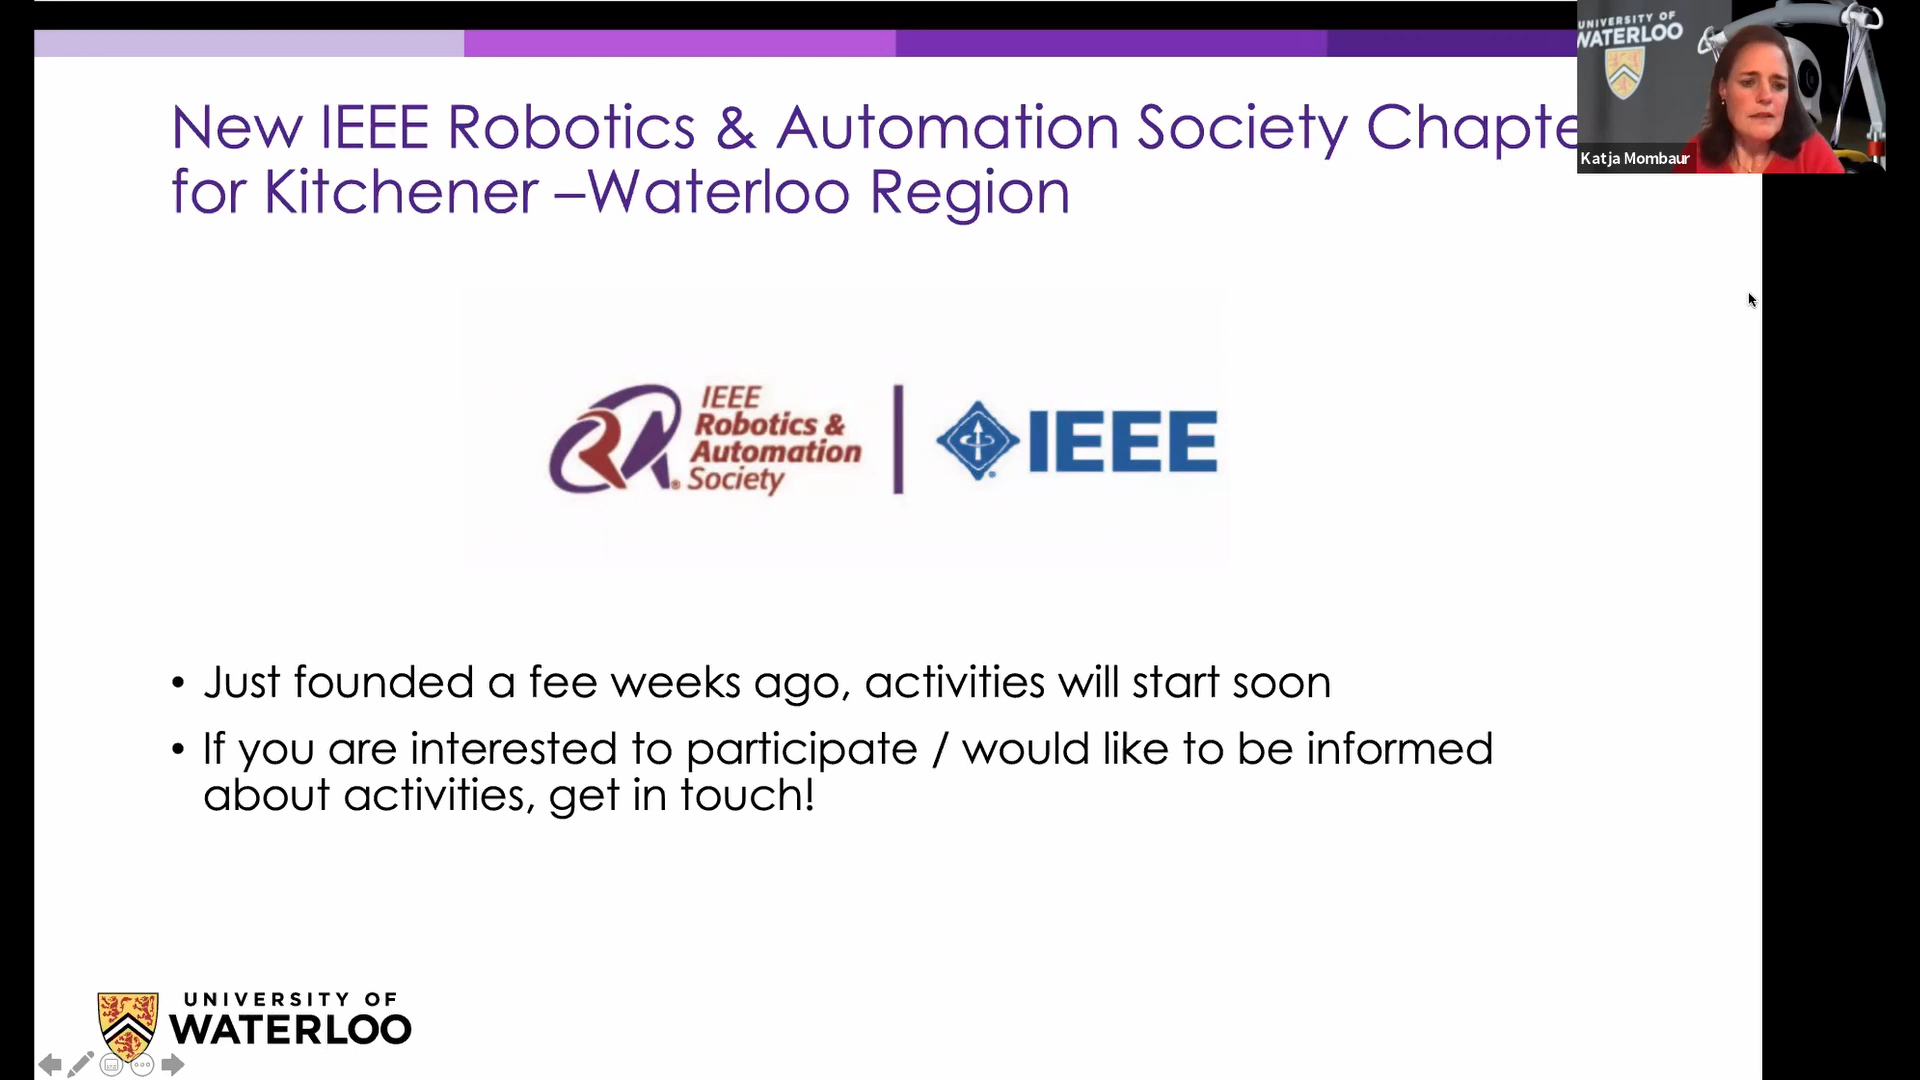 New IEEE Robotics & Automation Society Chapte
for Kitchener –Waterloo Region
UNIVERSITY OF
WATERLOO
Katja Mombaur
IEEE
Robotics &
Automation
Society
IEEE
• Just founded a fee weeks ago, activities will start soon
• If you are interested to participate / would like to be informed
about activities, get in touch!
UNIVERSITY OF
WATERLOO